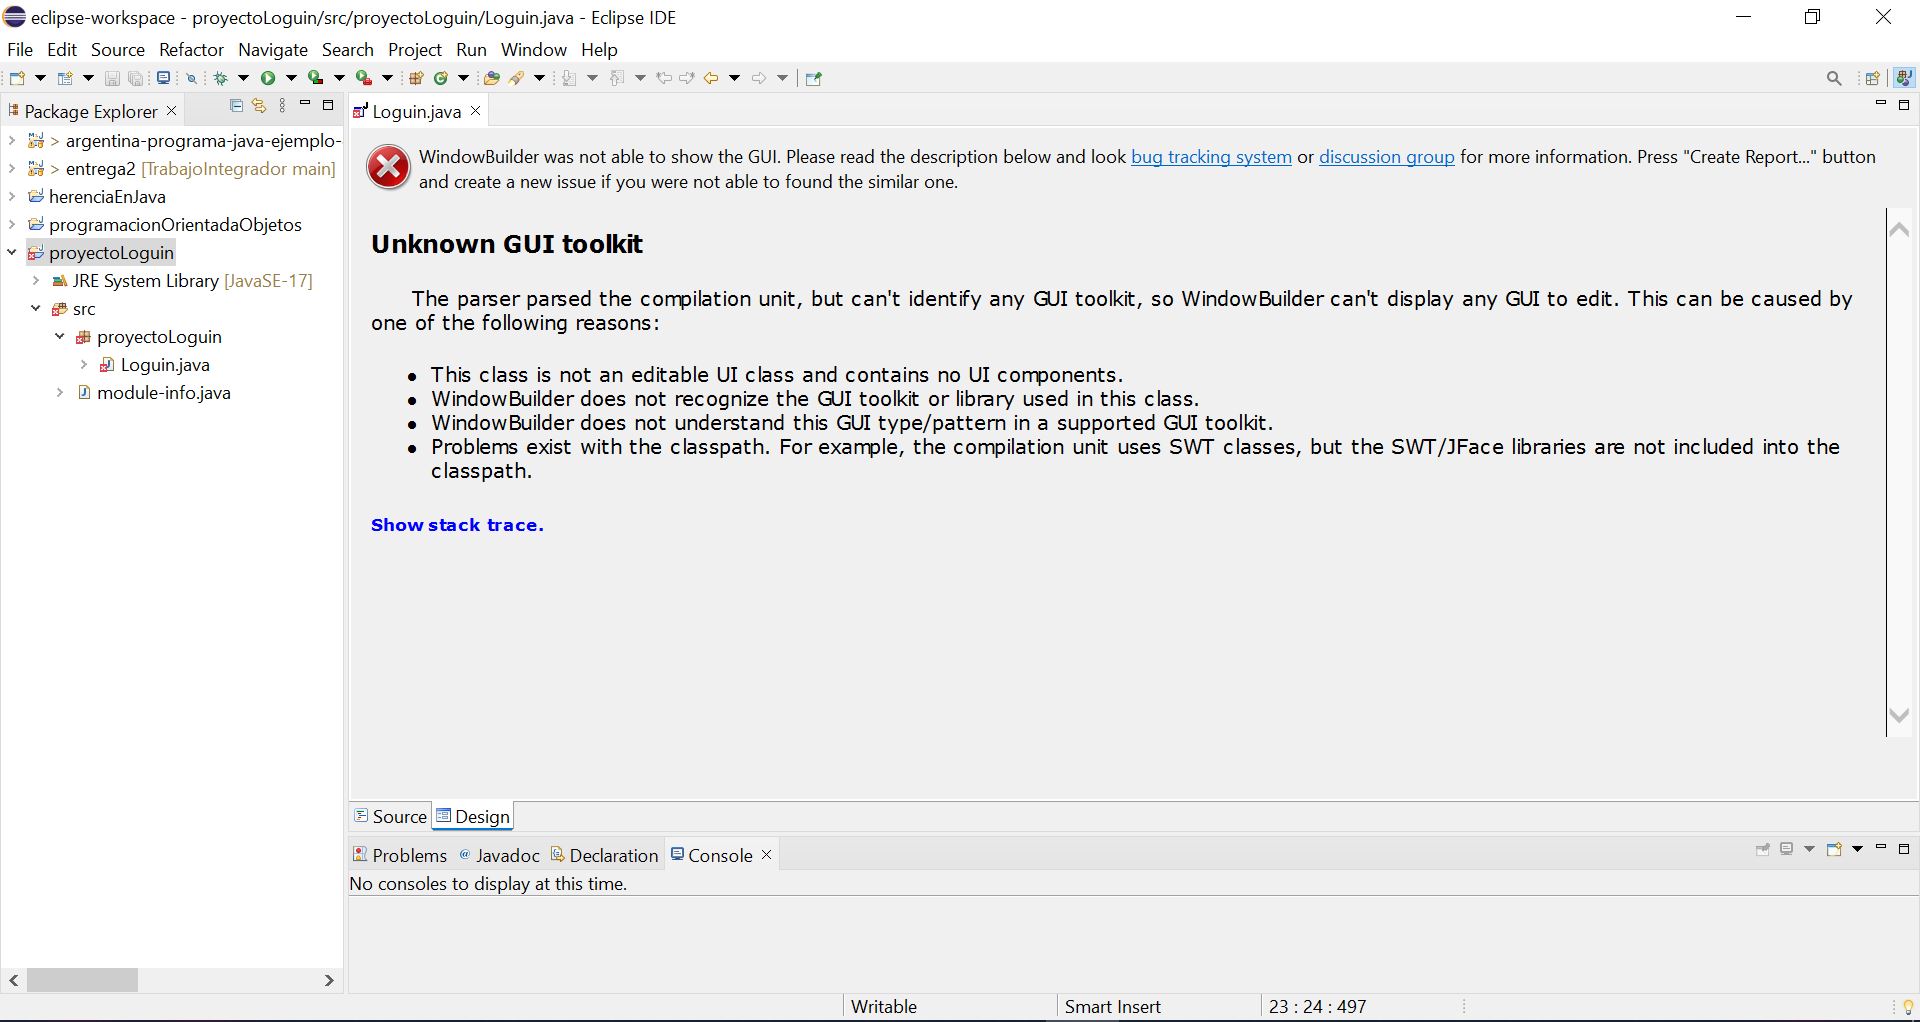 eclipse-workspace - proyectoLoguin/src/proyectoLoguin/Loguin.java - Eclipse IDE
File Edit Source Refactor Navigate Search Project Run Window Help
Package Explorer
> argentina-programa-java-ejemplo-
> entrega2 [TrabajoIntegrador main]
herenciaEnJava
programacionOrientadaObjetos
proyectoLoguin
JRE System Library [JavaSE-17]
src
proyectoLoguin
Loguin.java
module-info.java
Loguin.java
WindowBuilder was not able to show the GUI. Please read the description below and look bug tracking system or discussion group for more information. Press "Create Report..." button
and create a new issue if you were not able to found the similar one.
Unknown GUI toolkit
The parser parsed the compilation unit, but can't identify any GUI toolkit, so WindowBuilder can't display any GUI to edit. This can be caused by
one of the following reasons:
• This class is not an editable UI class and contains no UI components.
• WindowBuilder does not recognize the GUI toolkit or library used in this class.
• WindowBuilder does not understand this GUI type/pattern in a supported GUI toolkit.
• Problems exist with the classpath. For example, the compilation unit uses SWT classes, but the SWT/JFace libraries are not included into the
classpath.
Show stack trace.
Source Design
Problems @ Javadoc Declaration Console
No consoles to display at this time.
Writable Smart Insert 23 : 24 : 497